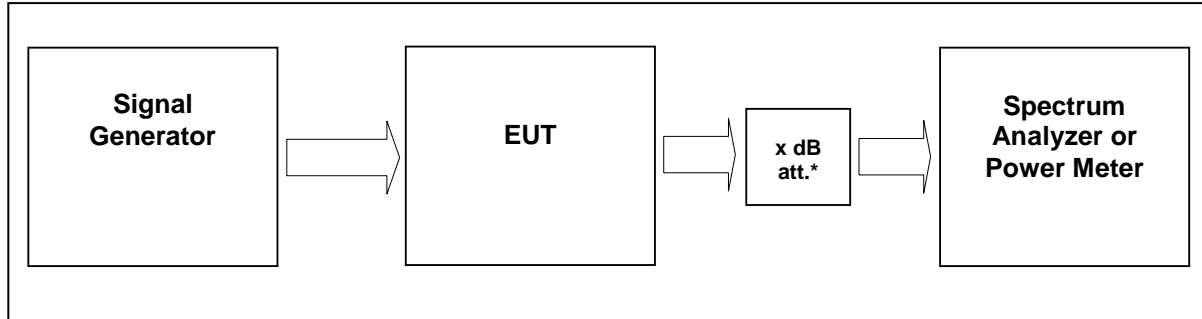 Signal
Generator
EUT
x dB
att.*
Spectrum
Analyzer or
Power Meter